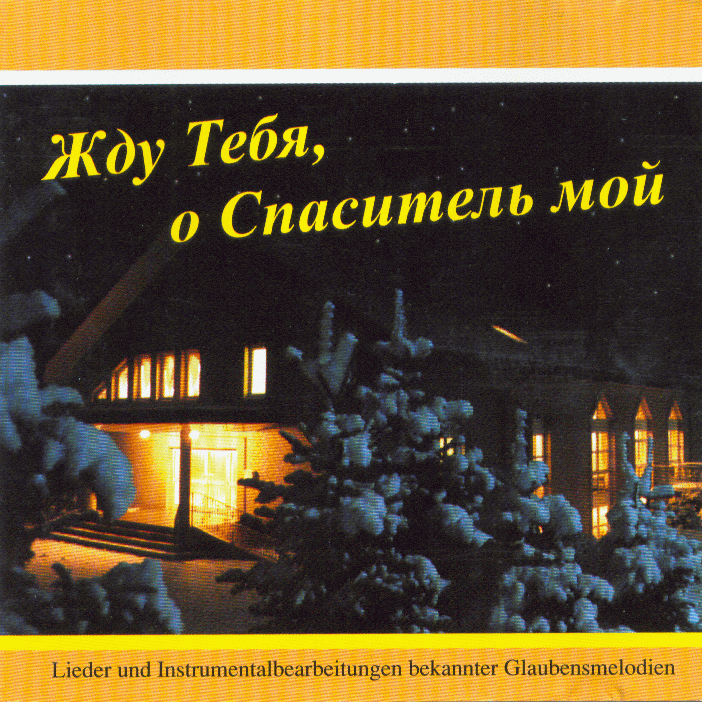 Жду Тебя,
о Спаситель мой
Lieder und Instrumentalbearbeitungen bekannter Glaubensmelodien